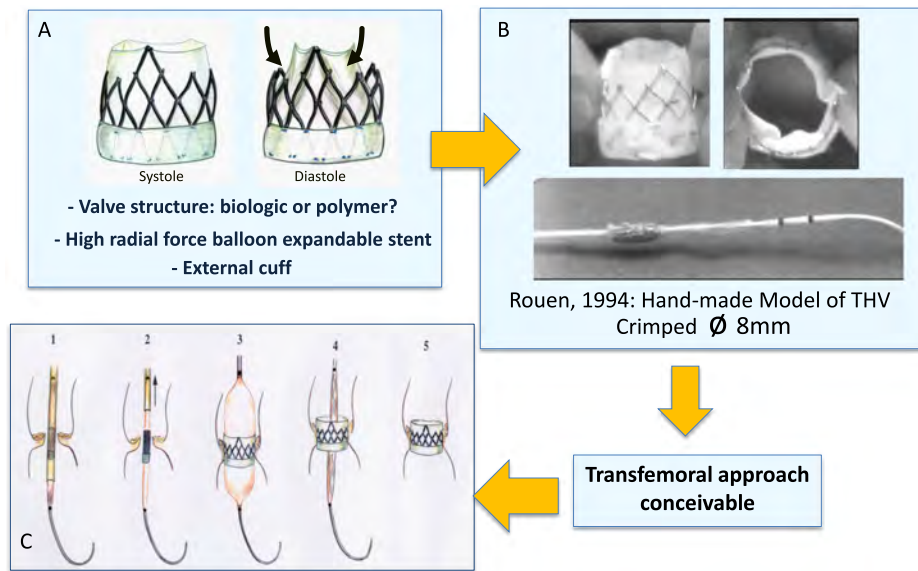 A
Systole
Diastole
- Valve structure: biologic or polymer?
- High radial force balloon expandable stent
- External cuff
B
Rouen, 1994: Hand-made Model of THV
Crimped Ø 8mm
Transfemoral approach
conceivable
1 2 3 4 5
C